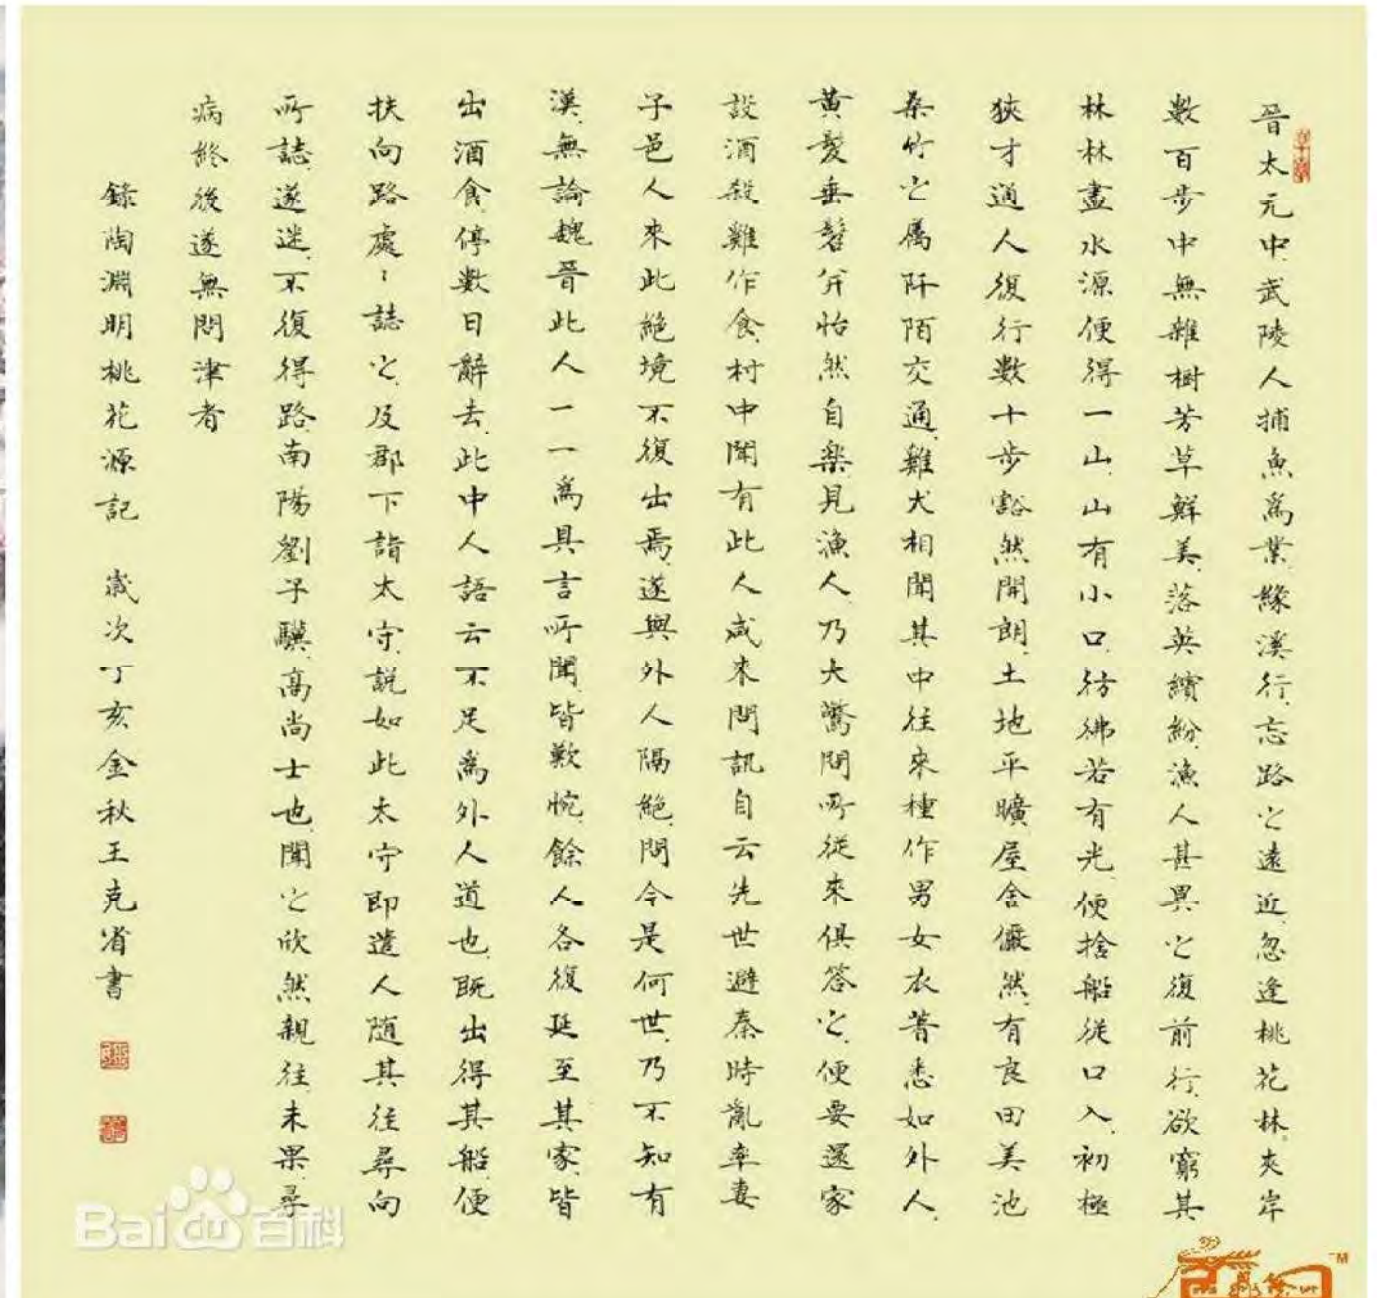 晉太元中武陵人捕魚為業緣溪行忘路之遠近忽逢桃花林夾岸
數百步中無雜樹芳草鮮美落英繽紛漁人甚異之復前行欲窮其
林林盡水源便得一山山有小口彷彿若有光便捨船從口入初極
狹才通人復行數十步豁然開朗土地平曠屋舍儼然有良田美池
桑竹之屬阡陌交通雞犬相聞其中往來種作男女衣著悉如外人
黃髮垂髫并怡然自樂見漁人乃大驚問所從來俱答之便要還家
設酒殺雞作食村中聞有此人咸來問訊自云先世避秦時亂率妻
子邑人來此絕境不復出焉遂與外人隔絕問今是何世乃不知有
漢無論魏晉此人一一為具言所聞皆歎惋餘人各復延至其家皆
出酒食停數日辭去此中人語云不足為外人道也既出得其船便
扶向路處〻誌之及郡下詣太守說如此太守即遣人隨其往尋向
所誌遂迷不復得路南陽劉子驥高尚士也聞之欣然親往未果尋
病終後遂無問津者
錄陶淵明桃花源記 歲次丁亥金秋王克省書
Baidu百科
TM